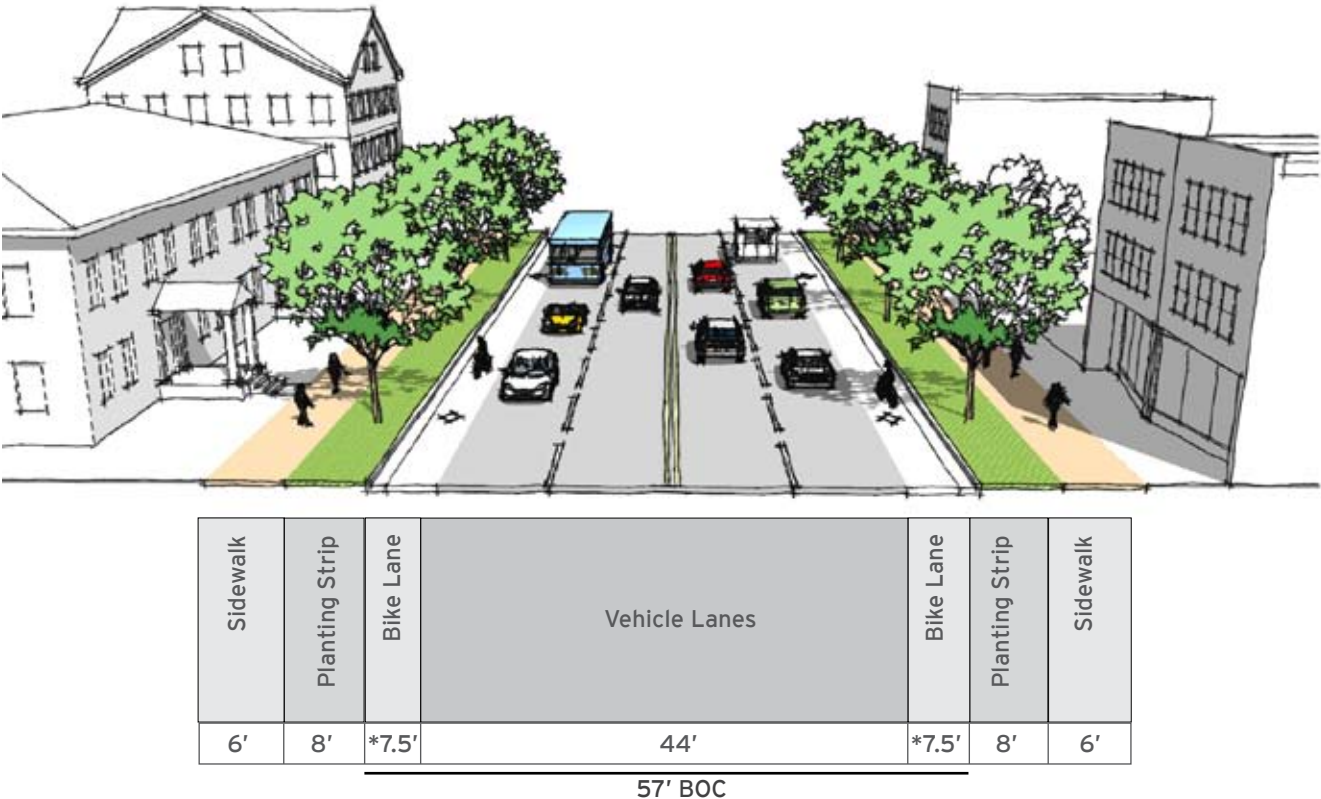 Sidewalk
Planting Strip
Bike Lane
Vehicle Lanes
Bike Lane
Planting Strip
Sidewalk
6′ 8′ *7.5′ 44′ *7.5′ 8′ 6′
57′ BOC